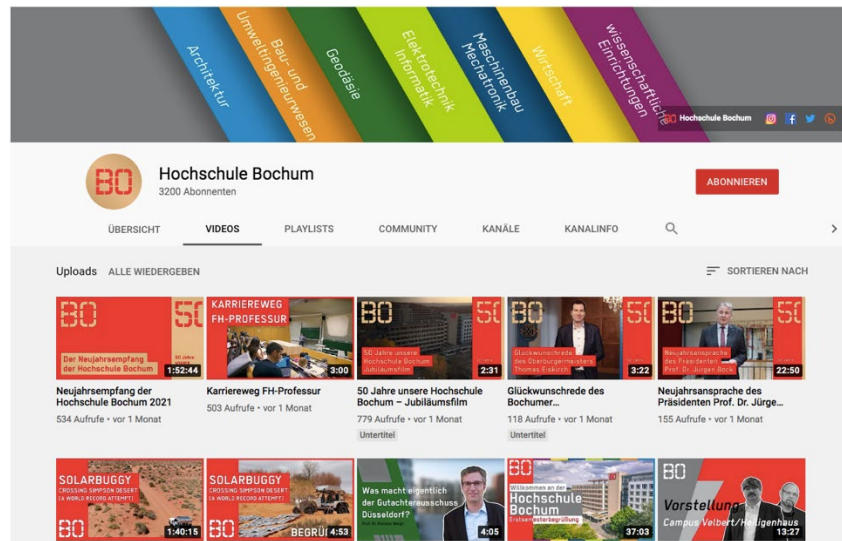 Architektur
Bau- und
Umweltingenieurwesen
Geodäsie
Elektrotechnik
Informatik
Maschinenbau
Mechatronik
Wirtschaft
wissenschaftliche
Einrichtungen
Hochschule Bochum
BO
Hochschule Bochum
3200 Abonnenten
ABONNIEREN
ÜBERSICHT VIDEOS PLAYLISTS COMMUNITY KANÄLE KANALINFO
Uploads ALLE WIEDERGEBEN SORTIEREN NACH
BO 50
Der Neujahrsempfang
der Hochschule Bochum
1:52:44
Neujahrsempfang der
Hochschule Bochum 2021
534 Aufrufe • vor 1 Monat
KARRIEREWEG
FH-PROFESSUR
3:00
Karriereweg FH-Professur
503 Aufrufe • vor 1 Monat
BO 50
50 Jahre unsere
Hochschule Bochum
Jubiläumsfilm
2:31
50 Jahre unsere Hochschule
Bochum – Jubiläumsfilm
779 Aufrufe • vor 1 Monat
Untertitel
BO 50
Glückwunschrede
des Oberbürgermeisters
Thomas Eiskirch
3:22
Glückwunschrede des
Bochumer...
118 Aufrufe • vor 1 Monat
Untertitel
BO 50
Neujahrsansprache
des Präsidenten
Prof. Dr. Jürgen Bock
22:50
Neujahrsansprache des
Präsidenten Prof. Dr. Jürge...
155 Aufrufe • vor 1 Monat
SOLARBUGGY
CROSSING SIMPSON DESERT
(A WORLD RECORD ATTEMPT)
BO
1:40:15
SOLARBUGGY
CROSSING SIMPSON DESERT
(A WORLD RECORD ATTEMPT)
BO
BEGRÜ
4:53
Was macht eigentlich
der Gutachterausschuss
Düsseldorf?
4:05
BO
Willkommen an der
Hochschule
Bochum
Erstsemesterbegrüßung
37:03
BO
Vorstellung
Campus Velbert/Heiligenhaus
13:27